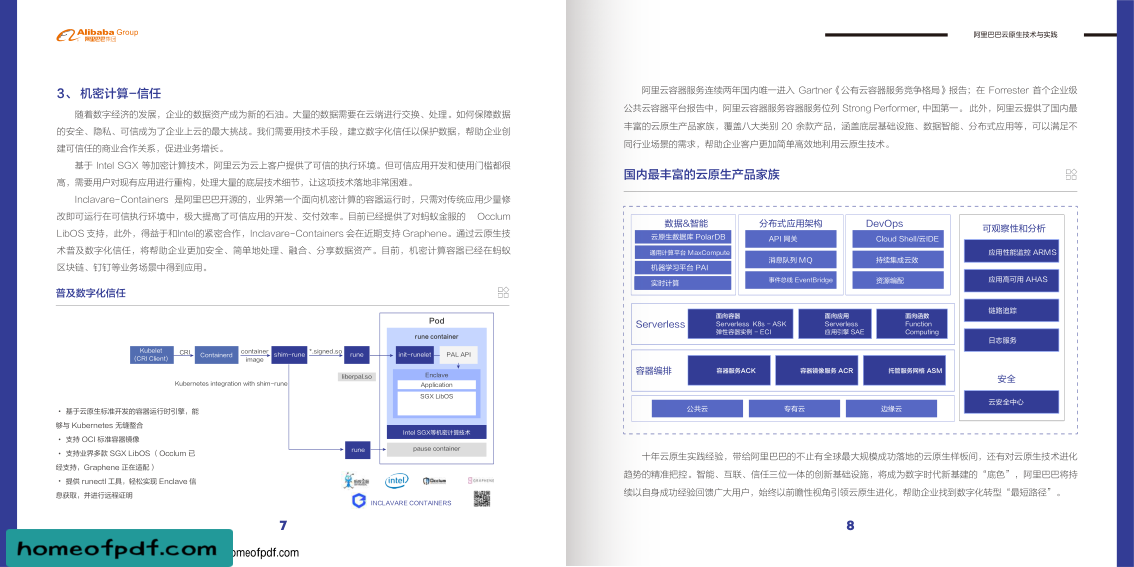 Alibaba Group
阿里巴巴集团
3、 机密计算-信任
随着数字经济的发展，企业的数据资产成为新的石油。大量的数据需要在云端进行交换、处理。如何保障数据
的安全、隐私、可信成为了企业上云的最大挑战。我们需要用技术手段，建立数字化信任以保护数据，帮助企业创
建可信任的商业合作关系，促进业务增长。
基于 Intel SGX 等加密计算技术，阿里云为云上客户提供了可信的执行环境。但可信应用开发和使用门槛都很
高，需要用户对现有应用进行重构，处理大量的底层技术细节，让这项技术落地非常困难。
Inclavare-Containers 是阿里巴巴开源的，业界第一个面向机密计算的容器运行时，只需对传统应用少量修
改即可运行在可信执行环境中，极大提高了可信应用的开发、交付效率。目前已经提供了对蚂蚁金服的 Occlum
LibOS 支持，此外，得益于和Intel的紧密合作，Inclavare-Containers 会在近期支持 Graphene。通过云原生技
术普及数字化信任，将帮助企业更加安全、简单地处理、融合、分享数据资产。目前，机密计算容器已经在蚂蚁
区块链、钉钉等业务场景中得到应用。
普及数字化信任
Pod
rune container
Kubelet
(CRI Client)
CRI
Containerd
container
image
shim-rune
*.signed.so
rune
init-runelet
PAL API
liberpal.so
Kubernetes integration with shim-rune
Enclave
Application
SGX LibOS
Intel SGX等机密计算技术
rune
pause container
· 基于云原生标准开发的容器运行时引擎，能
够与 Kubernetes 无缝整合
· 支持 OCI 标准容器镜像
· 支持业界多款 SGX LibOS（ Occlum 已
经支持，Graphene 正在适配）
· 提供 runectl 工具，轻松实现 Enclave 信
息获取，并进行远程证明
intel
Occlum
GRAPHENE
INCLAVARE CONTAINERS
7
homeofpdf.com
omeofpdf.com
阿里巴巴云原生技术与实践
阿里云容器服务连续两年国内唯一进入 Gartner《公有云容器服务竞争格局》报告；在 Forrester 首个企业级
公共云容器平台报告中，阿里云容器服务容器服务位列 Strong Performer, 中国第一。 此外，阿里云提供了国内最
丰富的云原生产品家族，覆盖八大类别 20 余款产品，涵盖底层基础设施、数据智能、分布式应用等，可以满足不
同行业场景的需求，帮助企业客户更加简单高效地利用云原生技术。
国内最丰富的云原生产品家族
数据&智能
云原生数据库 PolarDB
通用计算平台 MaxCompute
机器学习平台 PAI
实时计算
分布式应用架构
API 网关
消息队列 MQ
事件总线 EventBridge
DevOps
Cloud Shell/云IDE
持续集成云效
资源编配
可观察性和分析
应用性能监控 ARMS
应用高可用 AHAS
链路追踪
日志服务
安全
云安全中心
Serverless
面向容器
Serverless K8s - ASK
弹性容器实例 - ECI
面向应用
Serverless
应用引擎 SAE
面向函数
Function
Computing
容器编排
容器服务ACK
容器镜像服务 ACR
托管服务网格 ASM
公共云
专有云
边缘云
十年云原生实践经验，带给阿里巴巴的不止有全球最大规模成功落地的云原生样板间，还有对云原生技术进化
趋势的精准把控，智能、互联、信任三位一体的创新基础设施，将成为数字时代新基建的“底色”，阿里巴巴将持
续以自身成功经验回馈广大用户，始终以前瞻性视角引领云原生进化，帮助企业找到数字化转型“最短路径”。
8